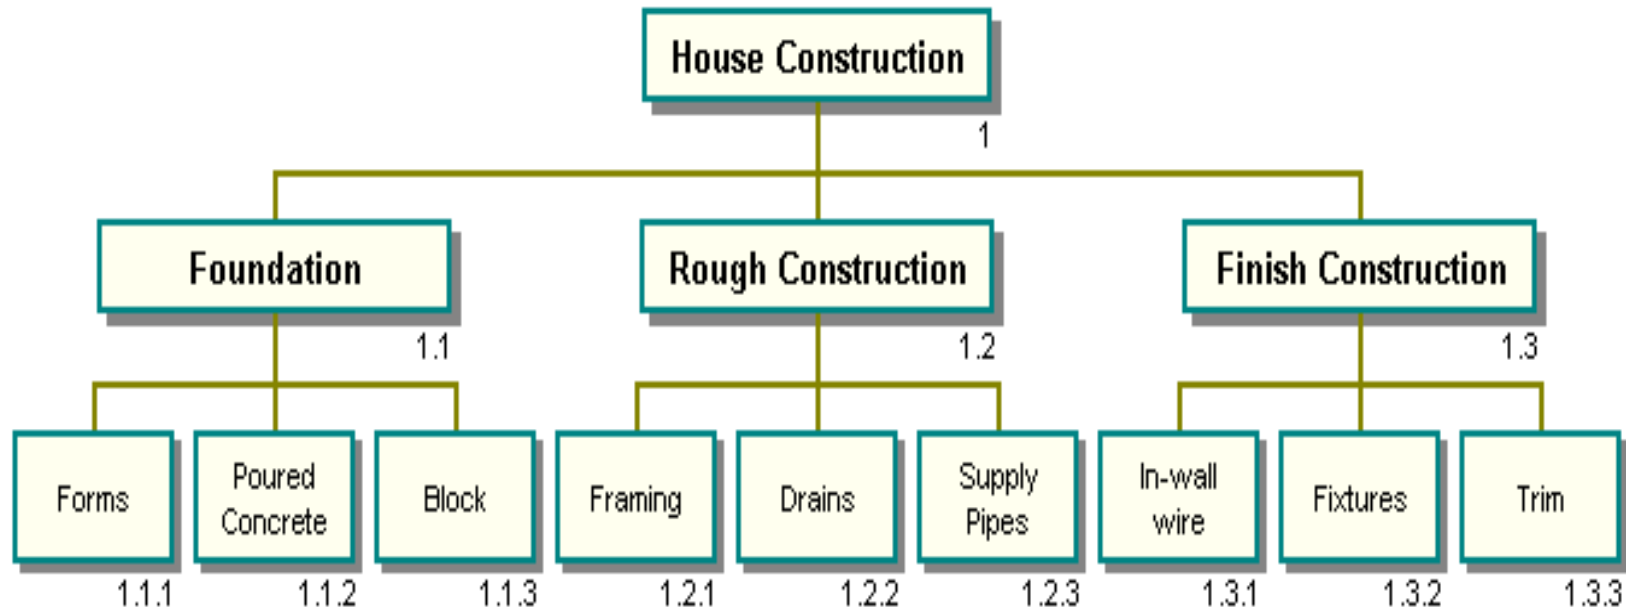 House Construction
1
Foundation
1.1
Rough Construction
1.2
Finish Construction
1.3
Forms
1.1.1
Poured
Concrete
1.1.2
Block
1.1.3
Framing
1.2.1
Drains
1.2.2
Supply
Pipes
1.2.3
In-wall
wire
1.3.1
Fixtures
1.3.2
Trim
1.3.3